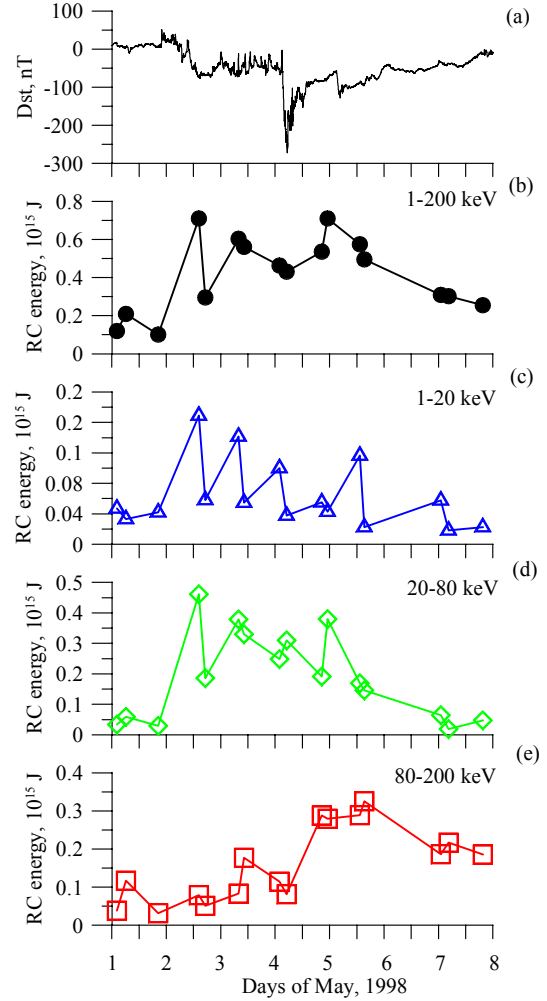 (a)
100
0
-100
-200
-300
Dst, nT
(b)
1-200 keV
0.8
0.6
0.4
0.2
0
RC energy, 10¹⁵ J
(c)
1-20 keV
0.2
0.2
0.1
0.08
0.04
0
RC energy, 10¹⁵ J
(d)
20-80 keV
0.5
0.4
0.3
0.2
0.1
0
RC energy, 10¹⁵ J
(e)
80-200 keV
0.4
0.3
0.2
0.1
0
RC energy, 10¹⁵ J
1 2 3 4 5 6 7 8
Days of May, 1998